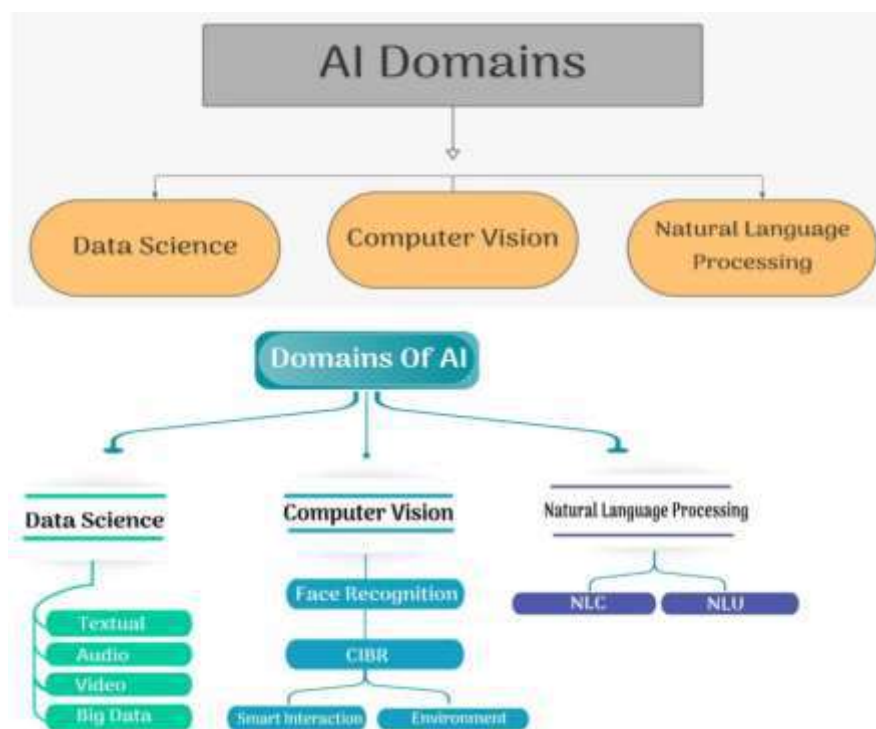 AI Domains
Data Science
Computer Vision
Natural Language
Processing
Domains Of AI
Data Science
Computer Vision
Natural Language Processing
Textual
Audio
Video
Big Data
Face Recognition
CIBR
Smart Interaction
Environment
NLC
NLU